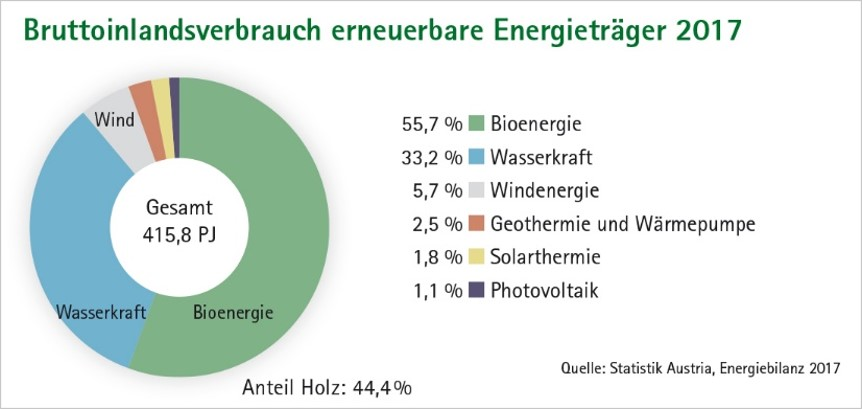 Bruttoinlandsverbrauch erneuerbare Energieträger 2017
Wind
Gesamt
415,8 PJ
Wasserkraft
Bioenergie
Anteil Holz: 44,4 %
55,7 % Bioenergie
33,2 % Wasserkraft
5,7 % Windenergie
2,5 % Geothermie und Wärmepumpe
1,8 % Solarthermie
1,1 % Photovoltaik
Quelle: Statistik Austria, Energiebilanz 2017